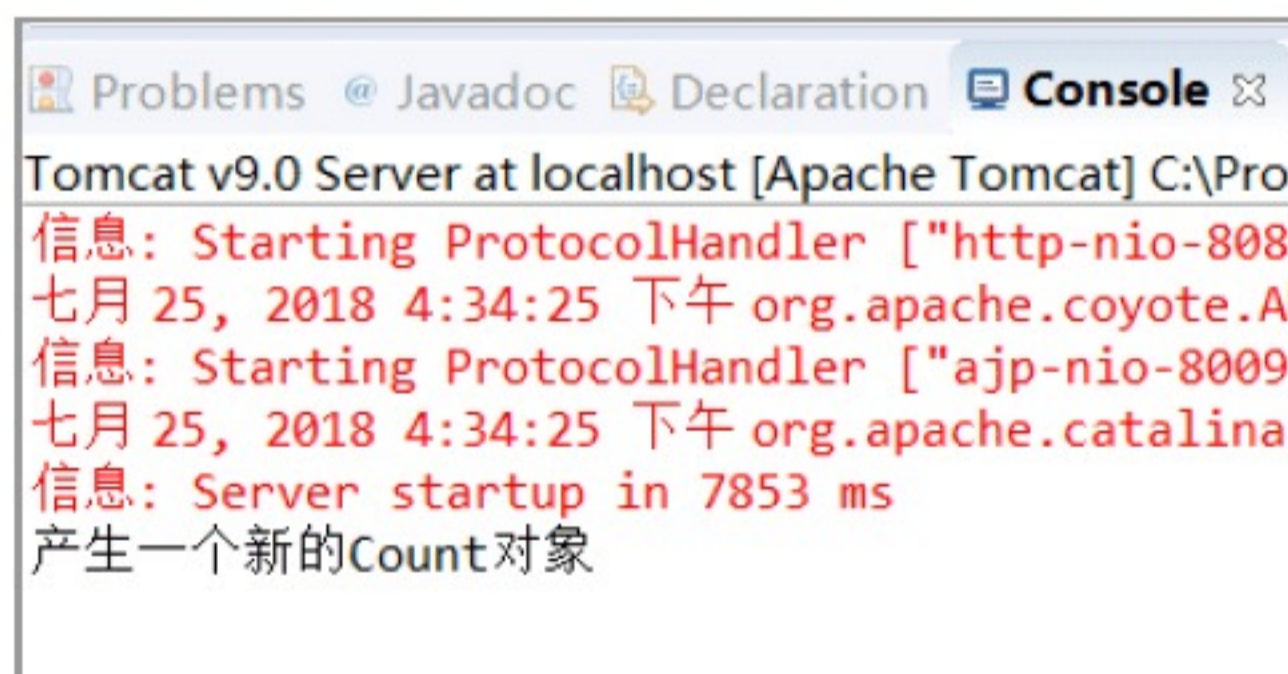 Problems @ Javadoc Declaration Console
Tomcat v9.0 Server at localhost [Apache Tomcat] C:\Pro
信息: Starting ProtocolHandler ["http-nio-808
七月 25, 2018 4:34:25 下午 org.apache.coyote.A
信息: Starting ProtocolHandler ["ajp-nio-8009
七月 25, 2018 4:34:25 下午 org.apache.catalina
信息: Server startup in 7853 ms
产生一个新的Count对象